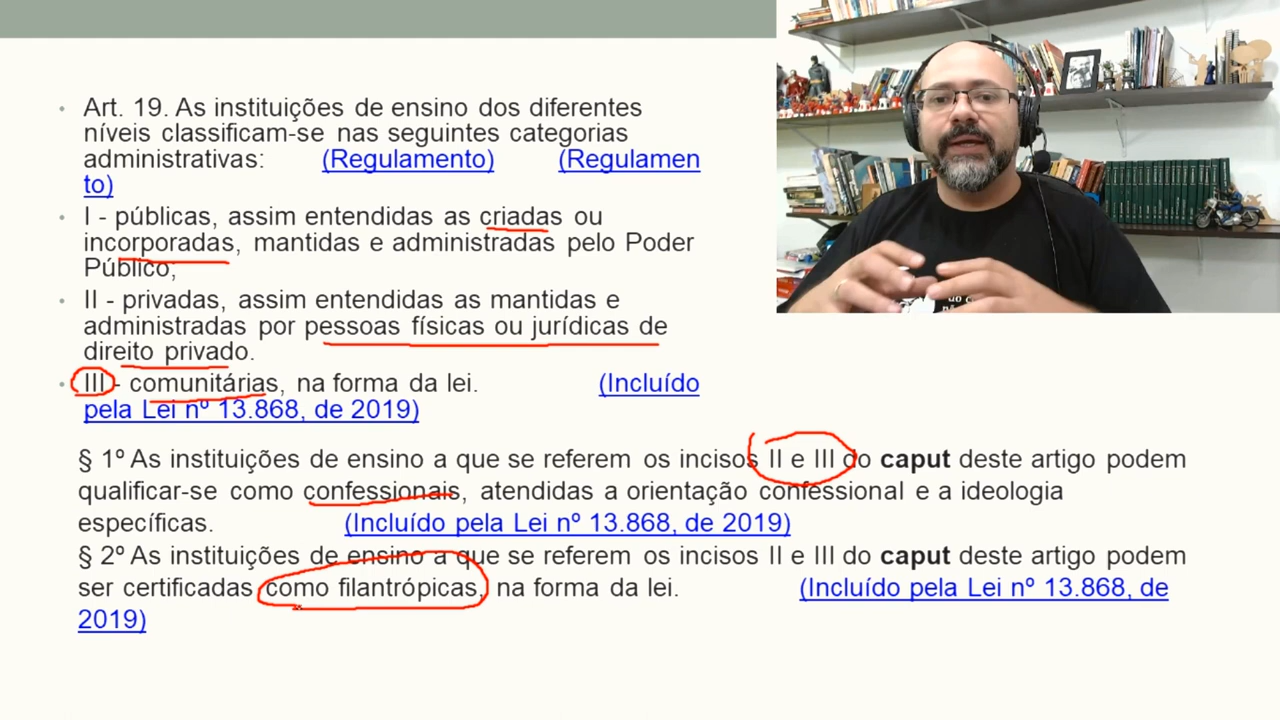 Art. 19. As instituições de ensino dos diferentes
níveis classificam-se nas seguintes categorias
administrativas: (Regulamento) (Regulamen
to)
I - públicas, assim entendidas as criadas ou
incorporadas, mantidas e administradas pelo Poder
Público;
II - privadas, assim entendidas as mantidas e
administradas por pessoas físicas ou jurídicas de
direito privado.
III - comunitárias, na forma da lei. (Incluído
pela Lei nº 13.868, de 2019)
§ 1º As instituições de ensino a que se referem os incisos II e III do caput deste artigo podem
qualificar-se como confessionais, atendidas a orientação confessional e a ideologia
específicas. (Incluído pela Lei nº 13.868, de 2019)
§ 2º As instituições de ensino a que se referem os incisos II e III do caput deste artigo podem
ser certificadas como filantrópicas, na forma da lei. (Incluído pela Lei nº 13.868, de
2019)